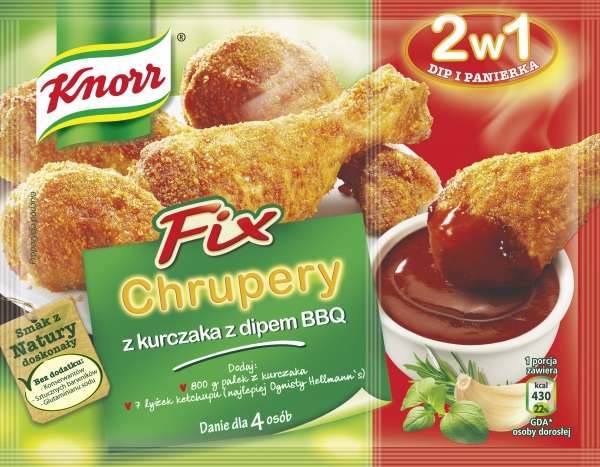 Knorr ®
2w1
DIP I PANIERKA
Propozycja podania
Fix
Chrupery
z kurczaka z dipem BBQ
Smak z
Natury
doskonały
Bez dodatku:
- Konserwantów
- Sztucznych barwników
- Glutaminianu sodu
Dodaj:
♥ 800 g pałek z kurczaka
♥ 7 łyżek ketchupu (najlepiej Ognisty Hellmann's)
Danie dla 4 osób
1 porcja
zawiera
kcal
430
22%
GDA*
osoby dorosłej